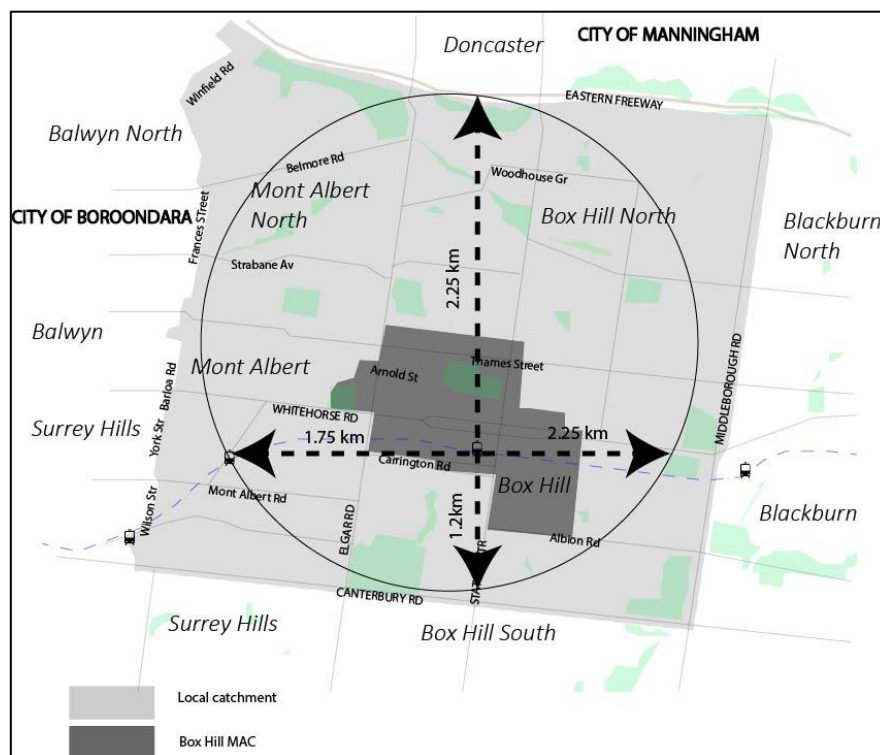 Doncaster
CITY OF MANNINGHAM
Winfield Rd
EASTERN FREEWAY
Balwyn North
Belmore Rd
Woodhouse Gr
Mont Albert
North
Box Hill North
CITY OF BOROONDARA
Frances STreet
Blackburn
North
Strabane Av
2.25 km
Balwyn
Mont Albert
Arnold St
Thames Street
Barloa Rd
MIDDLEBOROUGH RD
WHITEHORSE RD
Surrey Hills
York Str
1.75 km
2.25 km
Carrington Rd
Box Hill
Mont Albert Rd
Wilson Str
ELGAR RD
1.2km
Albion Rd
Blackburn
CANTERBURY RD
Surrey Hills
Box Hill South
Local catchment
Box Hill MAC